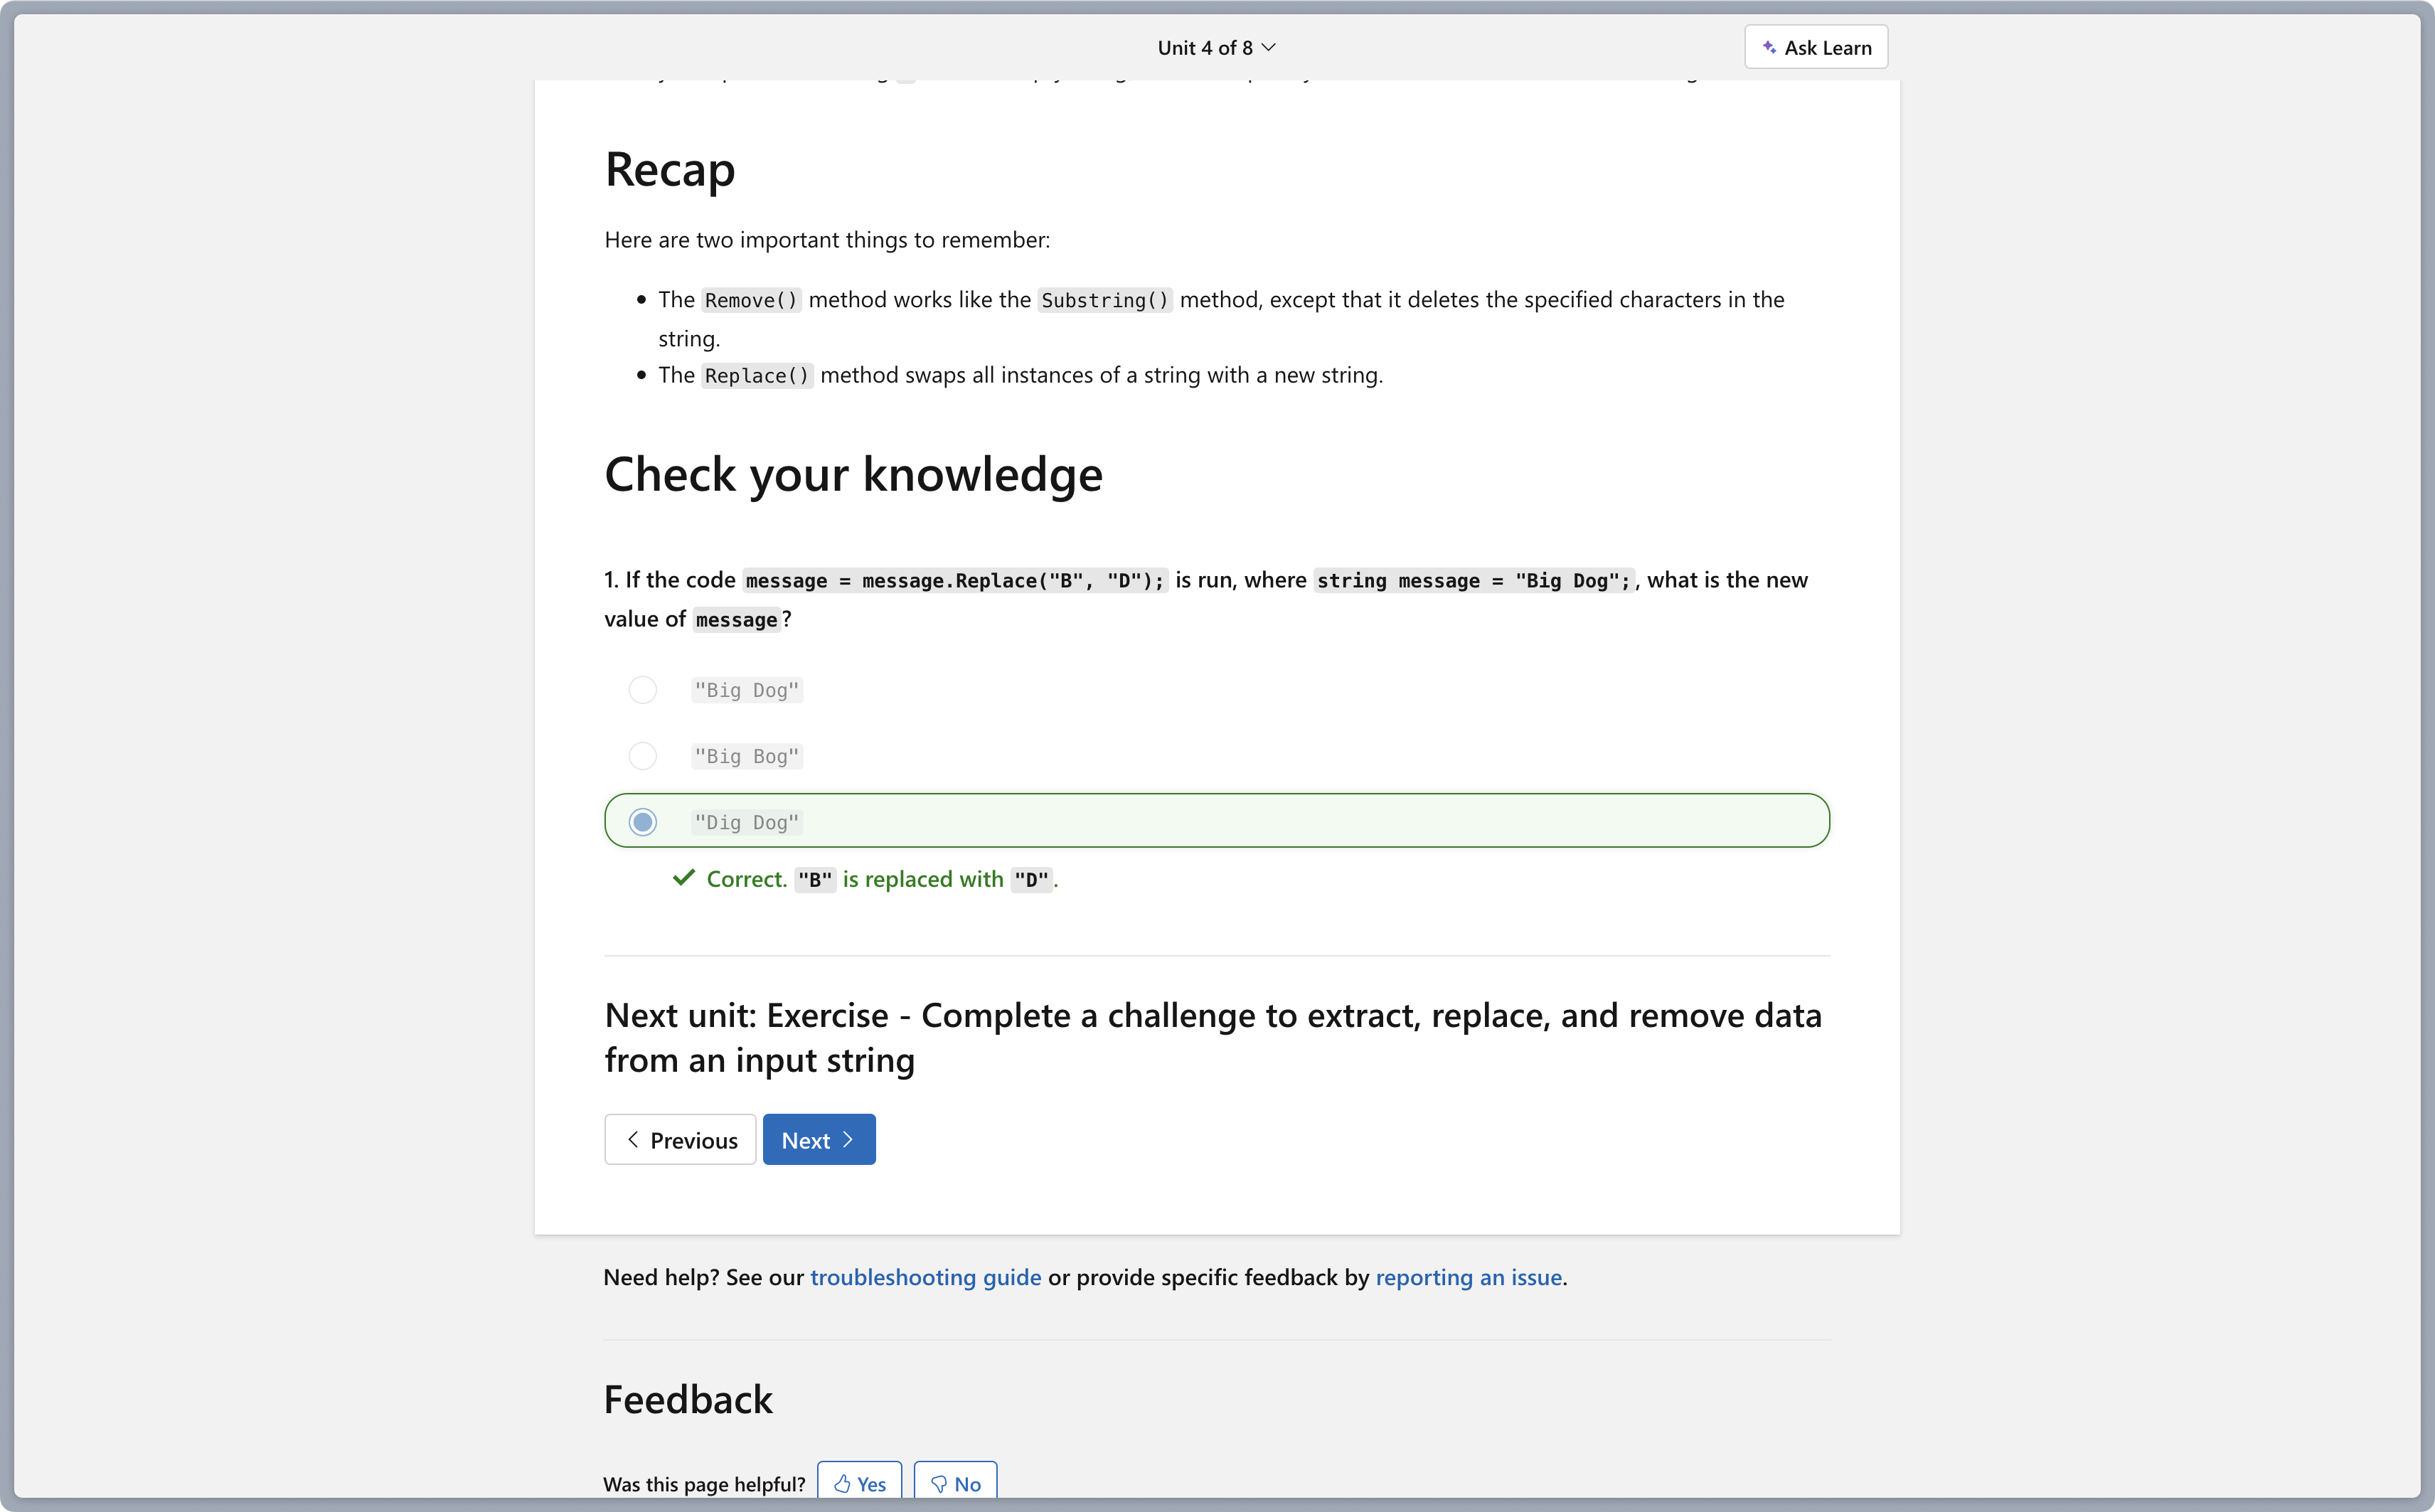 Unit 4 of 8
Ask Learn
Recap
Here are two important things to remember:
The Remove() method works like the Substring() method, except that it deletes the specified characters in the
string.
The Replace() method swaps all instances of a string with a new string.
Check your knowledge
1. If the code message = message.Replace("B", "D"); is run, where string message = "Big Dog"; , what is the new
value of message ?
"Big Dog"
"Big Bog"
"Dig Dog"
Correct. "B" is replaced with "D".
Next unit: Exercise - Complete a challenge to extract, replace, and remove data
from an input string
Previous
Next
Need help? See our troubleshooting guide or provide specific feedback by reporting an issue.
Feedback
Was this page helpful? Yes No